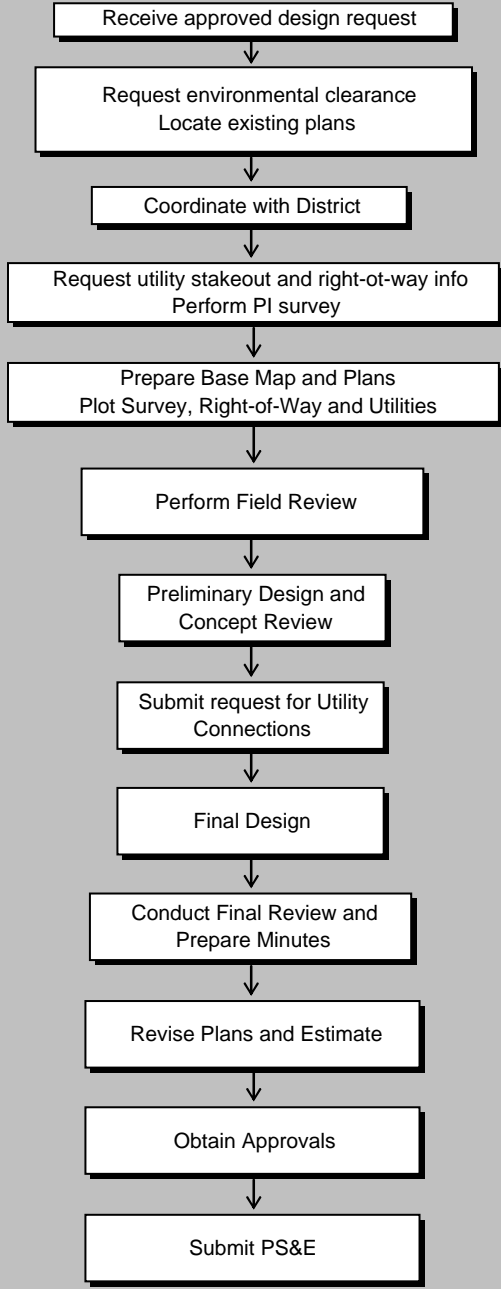 Receive approved design request
Request environmental clearance
Locate existing plans
Coordinate with District
Request utility stakeout and right-ot-way info
Perform PI survey
Prepare Base Map and Plans
Plot Survey, Right-of-Way and Utilities
Perform Field Review
Preliminary Design and
Concept Review
Submit request for Utility
Connections
Final Design
Conduct Final Review and
Prepare Minutes
Revise Plans and Estimate
Obtain Approvals
Submit PS&E